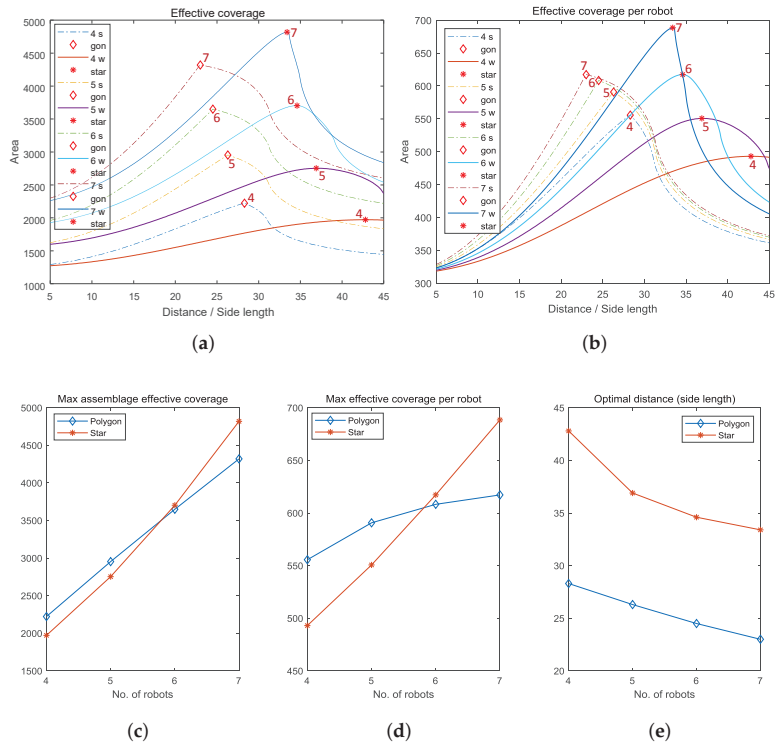 Effective coverage
5000
4500
4000
3500
3000
2500
2000
1500
1000
Area
4 s
gon
4 w
star
5 s
gon
5 w
star
6 s
gon
6 w
star
7 s
gon
7 w
star
7
7
6
6
5
5
4
4
5 10 15 20 25 30 35 40 45
Distance / Side length
(a)
Effective coverage per robot
700
650
600
550
500
450
400
350
300
Area
4 s
gon
4 w
star
5 s
gon
5 w
star
6 s
gon
6 w
star
7 s
gon
7 w
star
7
7
6
6
5
4
5
4
5 10 15 20 25 30 35 40 45
Distance / Side length
(b)
Max assemblage effective coverage
5000
4500
4000
3500
3000
2500
2000
1500
Polygon
Star
4 5 6 7
No. of robots
(c)
Max effective coverage per robot
700
650
600
550
500
450
Polygon
Star
4 5 6 7
No. of robots
(d)
Optimal distance (side length)
45
40
35
30
25
20
Polygon
Star
4 5 6 7
No. of robots
(e)